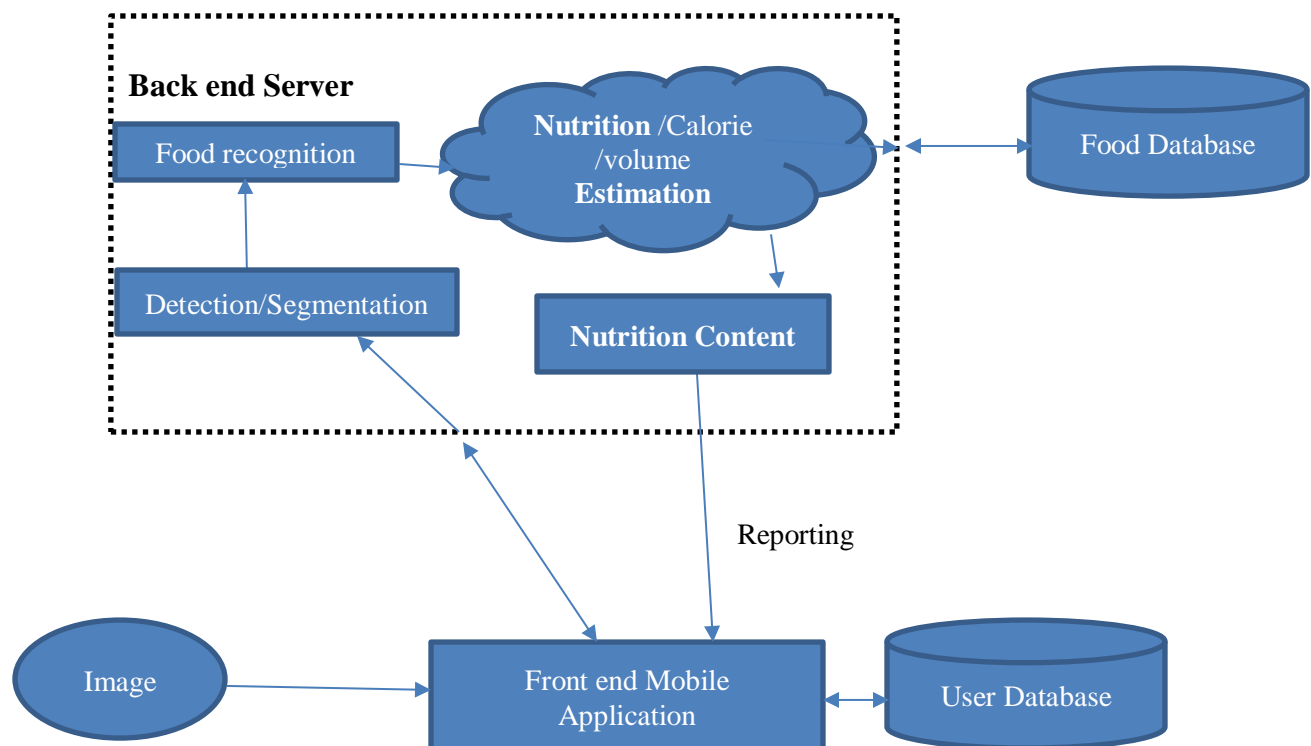 Back end Server
Food recognition
Nutrition /Calorie
/volume
Estimation
Food Database
Detection/Segmentation
Nutrition Content
Reporting
Image
Front end Mobile
Application
User Database